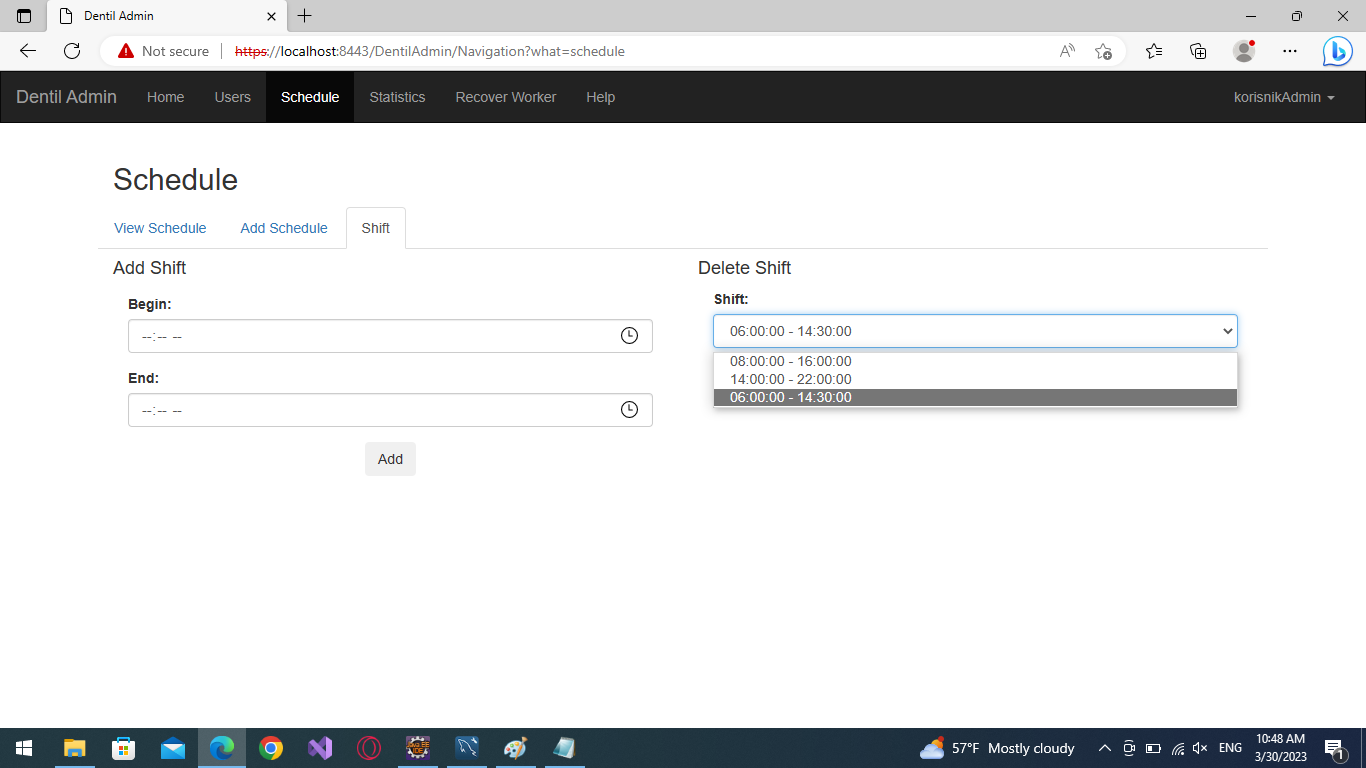 Dentil Admin
Not secure
https://localhost:8443/DentilAdmin/Navigation?what=schedule
Dentil Admin Home Users Schedule Statistics Recover Worker Help korisnikAdmin
Schedule
View Schedule Add Schedule Shift
Add Shift
Begin:
--:-- --
End:
--:-- --
Add
Delete Shift
Shift:
06:00:00 - 14:30:00
08:00:00 - 16:00:00
14:00:00 - 22:00:00
06:00:00 - 14:30:00
JAVA EE
IDE
57°F Mostly cloudy
ENG
10:48 AM
3/30/2023
1